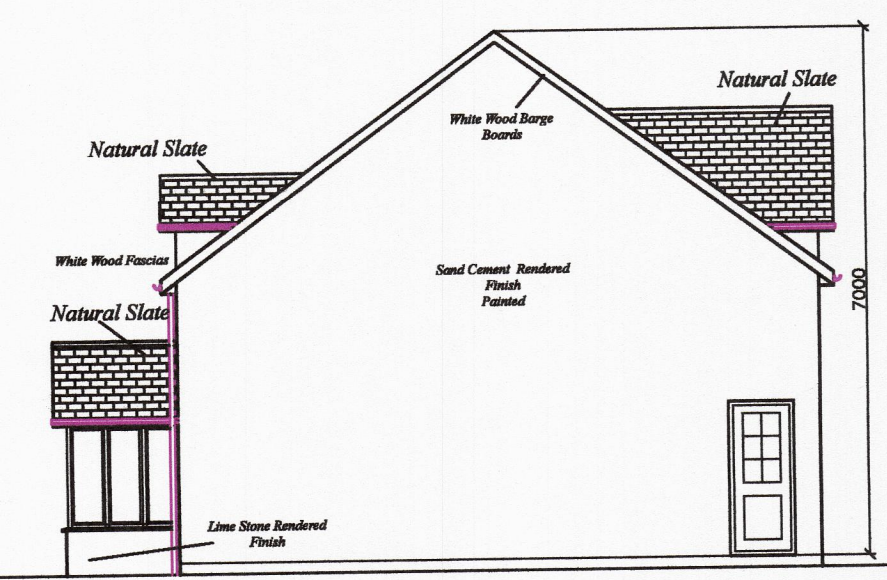 Natural Slate
White Wood Barge
Boards
Natural Slate
White Wood Fascias
Sand Cement Rendered
Finish
Painted
7000
Natural Slate
Lime Stone Rendered
Finish